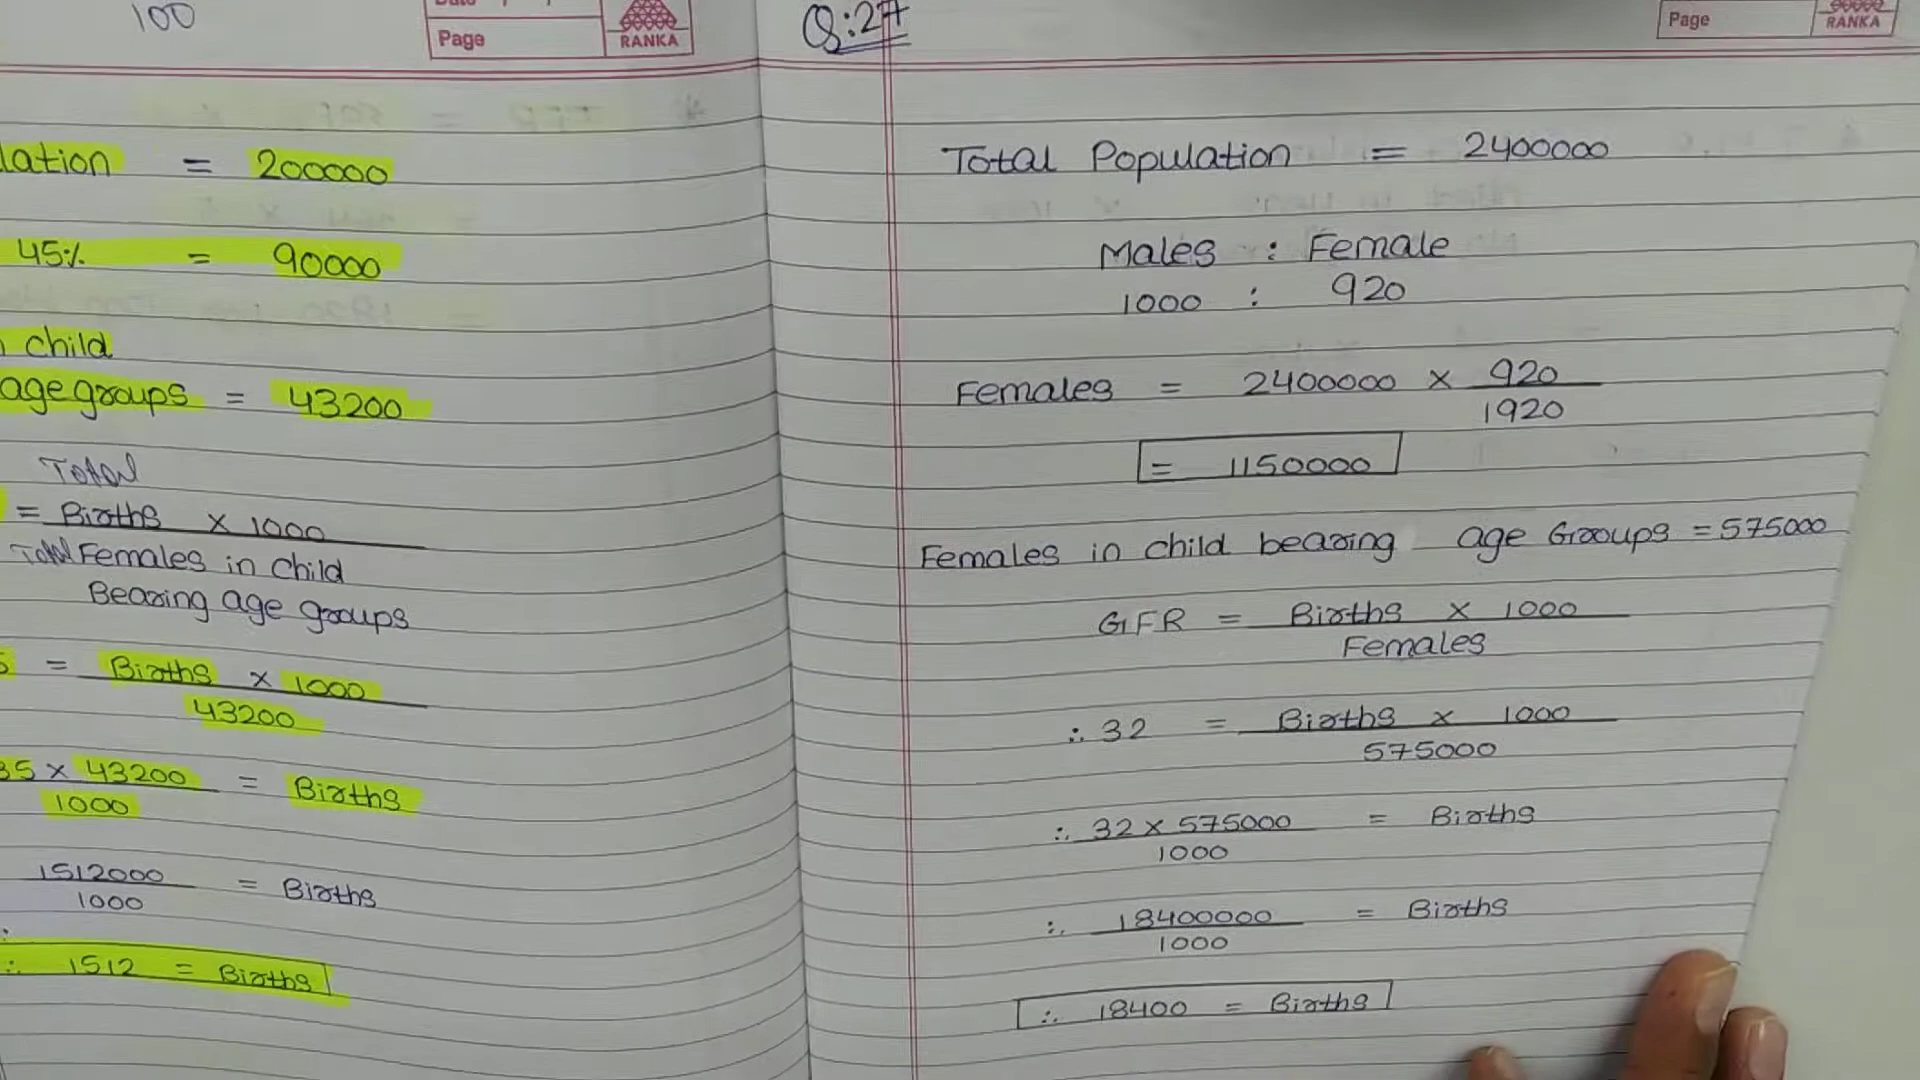 100
Page
RANKA
lation = 200000
45% = 90000
child
age groups = 43200
Total
= Births × 1000
Total Females in child
Bearing age groups
= Births × 1000
43200
35 × 43200 = Births
1000
1512000 = Births
1000
∴ 1512 = Births
Q:27
Page
RANKA
Total Population = 2400000
Males : Female
1000 : 920
Females = 2400000 × 920
1920
= 1150000
Females in child bearing age Groups = 575000
GFR = Births × 1000
Females
∴ 32 = Births × 1000
575000
∴ 32 × 575000 = Births
1000
∴ 18400000 = Births
1000
∴ 18400 = Births